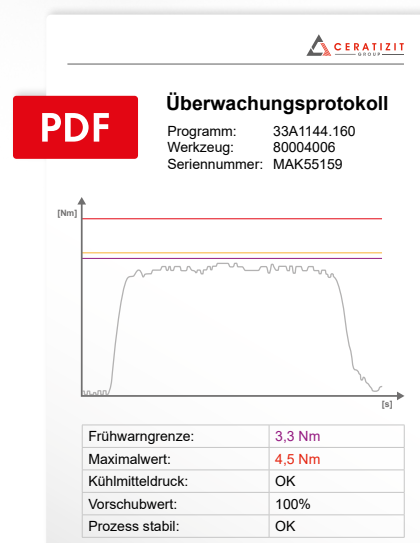 CERATIZIT
GROUP
PDF
Überwachungsprotokoll
Programm: 33A1144.160
Werkzeug: 80004006
Seriennummer: MAK55159
[Nm]
[s]
Frühwarngrenze: 3,3 Nm
Maximalwert: 4,5 Nm
Kühlmitteldruck: OK
Vorschubwert: 100%
Prozess stabil: OK